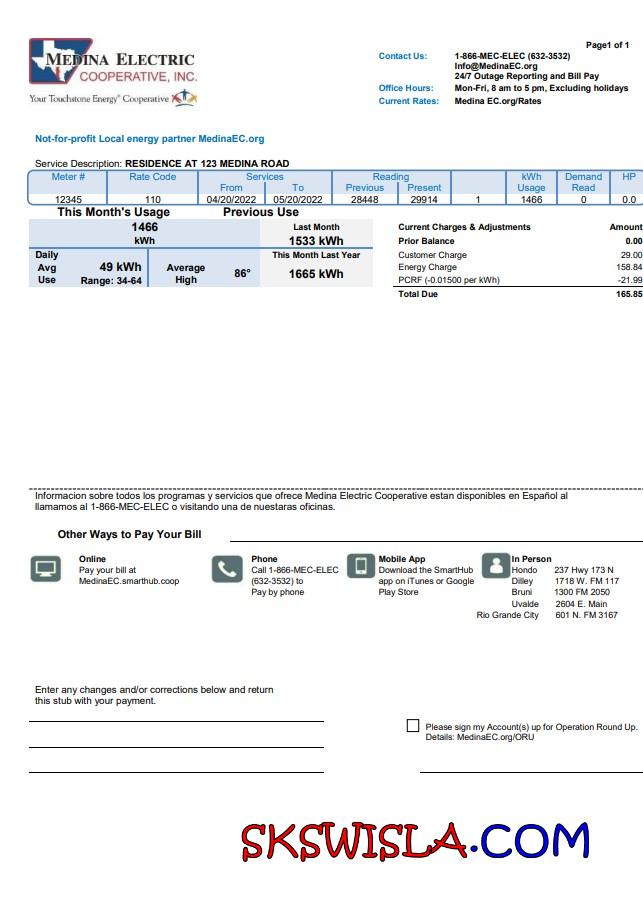 Page1 of 1
MEDINA ELECTRIC
COOPERATIVE, INC.
Your Touchstone Energy® Cooperative
Contact Us: 1-866-MEC-ELEC (632-3532)
Info@MedinaEC.org
24/7 Outage Reporting and Bill Pay
Office Hours: Mon-Fri, 8 am to 5 pm, Excluding holidays
Current Rates: Medina EC.org/Rates
Not-for-profit Local energy partner MedinaEC.org
Service Description: RESIDENCE AT 123 MEDINA ROAD
Meter # Rate Code Services Reading kWh Demand HP
From To Previous Present Usage Read
12345 110 04/20/2022 05/20/2022 28448 29914 1 1466 0 0.0
This Month's Usage Previous Use
1466
kWh
Last Month
1533 kWh
Daily
Avg
Use
49 kWh
Range: 34-64
Average
High
86°
This Month Last Year
1665 kWh
Current Charges & Adjustments Amount
Prior Balance 0.00
Customer Charge 29.00
Energy Charge 158.84
PCRF (-0.01500 per kWh) -21.99
Total Due 165.85
Informacion sobre todos los programas y servicios que ofrece Medina Electric Cooperative estan disponibles en Español al
llamamos al 1-866-MEC-ELEC o visitando una de nuestaras oficinas.
Other Ways to Pay Your Bill
Online
Pay your bill at
MedinaEC.smarthub.coop
Phone
Call 1-866-MEC-ELEC
(632-3532) to
Pay by phone
Mobile App
Download the SmartHub
app on iTunes or Google
Play Store
In Person
Hondo 237 Hwy 173 N
Dilley 1718 W. FM 117
Bruni 1300 FM 2050
Uvalde 2604 E. Main
Rio Grande City 601 N. FM 3167
Enter any changes and/or corrections below and return
this stub with your payment.
Please sign my Account(s) up for Operation Round Up.
Details: MedinaEC.org/ORU
SKSWISLA.COM